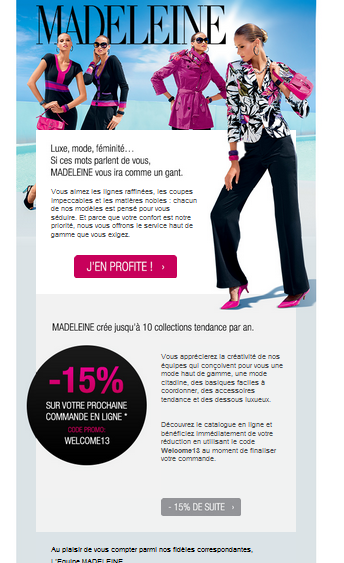 MADELEINE
Luxe, mode, féminité…
Si ces mots parlent de vous,
MADELEINE vous ira comme un gant.
Vous aimez les lignes raffinées, les coupes
impeccables et les matières nobles : chacun
de nos modèles est pensé pour vous
séduire. Et parce que votre confort est notre
priorité, nous vous offrons le service haut de
gamme que vous exigez.
J'EN PROFITE ! ›
MADELEINE crée jusqu'à 10 collections tendance par an.
-15%
SUR VOTRE PROCHAINE
COMMANDE EN LIGNE *
CODE PROMO:
WELCOME13
Vous apprécierez la créativité de nos
équipes qui conçoivent pour vous une
mode haut de gamme, une mode
citadine, des basiques faciles à
coordonner, des accessoires
tendance et des dessous luxueux.
Découvrez le catalogue en ligne et
bénéficiez immédiatement de votre
réduction en utilisant le code
Welcome13 au moment de finaliser
votre commande.
- 15% DE SUITE ›
Au plaisir de vous compter parmi nos fidèles correspondantes,
L'Equipe MADELEINE